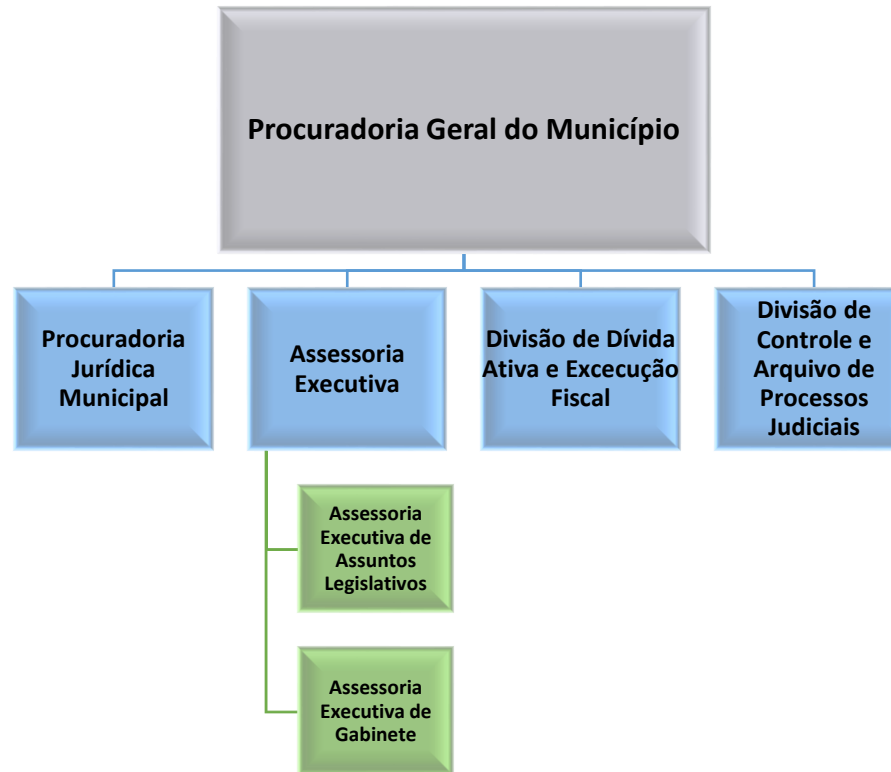 Procuradoria Geral do Município
Procuradoria
Jurídica
Municipal
Assessoria
Executiva
Divisão de Dívida
Ativa e Excecução
Fiscal
Divisão de
Controle e
Arquivo de
Processos
Judiciais
Assessoria
Executiva de
Assuntos
Legislativos
Assessoria
Executiva de
Gabinete